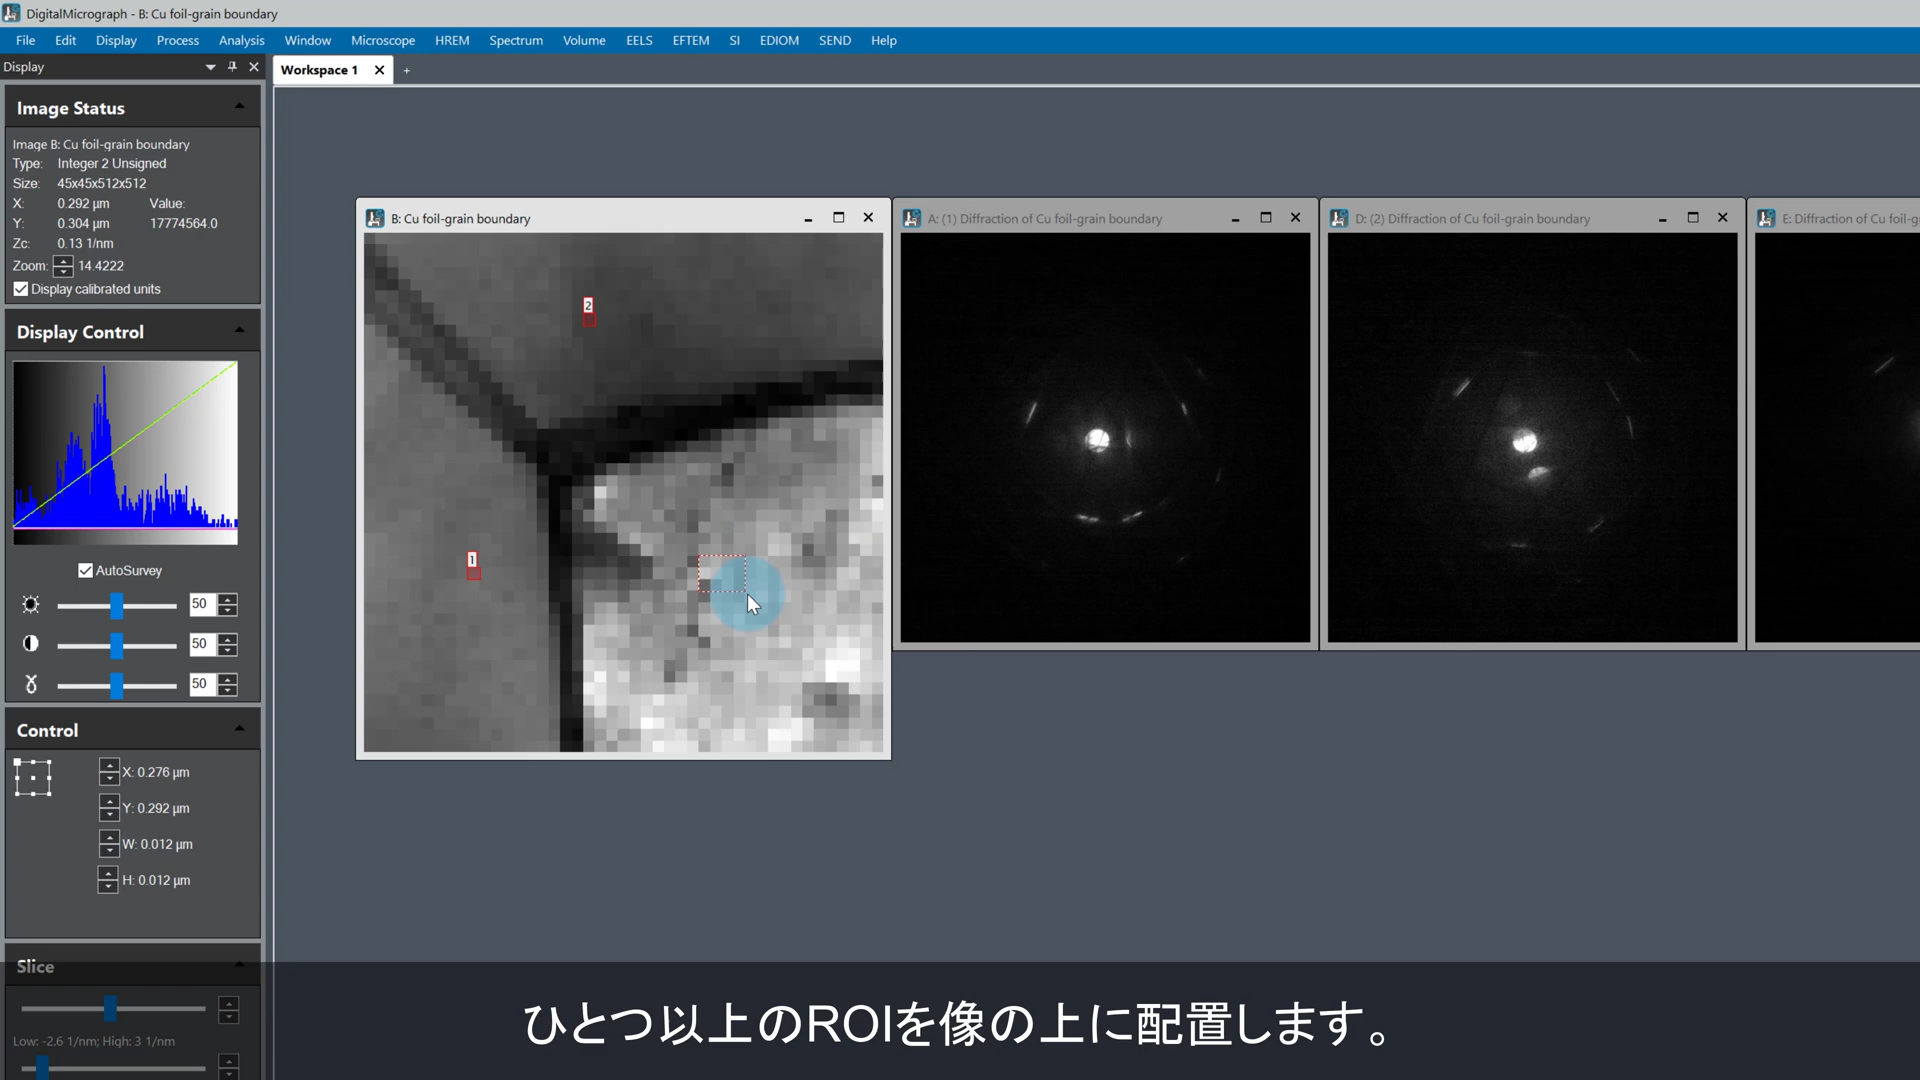 DigitalMicrograph - B: Cu foil-grain boundary
File Edit Display Process Analysis Window Microscope HREM Spectrum Volume EELS EFTEM SI EDIOM SEND Help
Display
Workspace 1
+
Image Status
Image B: Cu foil-grain boundary
Type: Integer 2 Unsigned
Size: 45x45x512x512
X: 0.292 µm Value:
Y: 0.304 µm 17774564.0
Zc: 0.13 1/nm
Zoom: 14.4222
Display calibrated units
Display Control
AutoSurvey
50
50
50
Control
X: 0.276 µm
Y: 0.292 µm
W: 0.012 µm
H: 0.012 µm
Slice
Low: -2.6 1/nm; High: 3 1/nm
B: Cu foil-grain boundary
2
1
A: (1) Diffraction of Cu foil-grain boundary
D: (2) Diffraction of Cu foil-grain boundary
E: Diffraction of Cu foil-gra
ひとつ以上のROIを像の上に配置します。